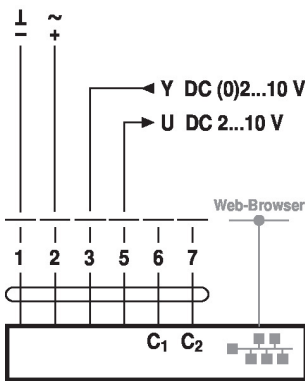 ⊥ ~
– +
Y DC (0)2...10 V
U DC 2...10 V
Web-Browser
1 2 3 5 6 7
C1 C2